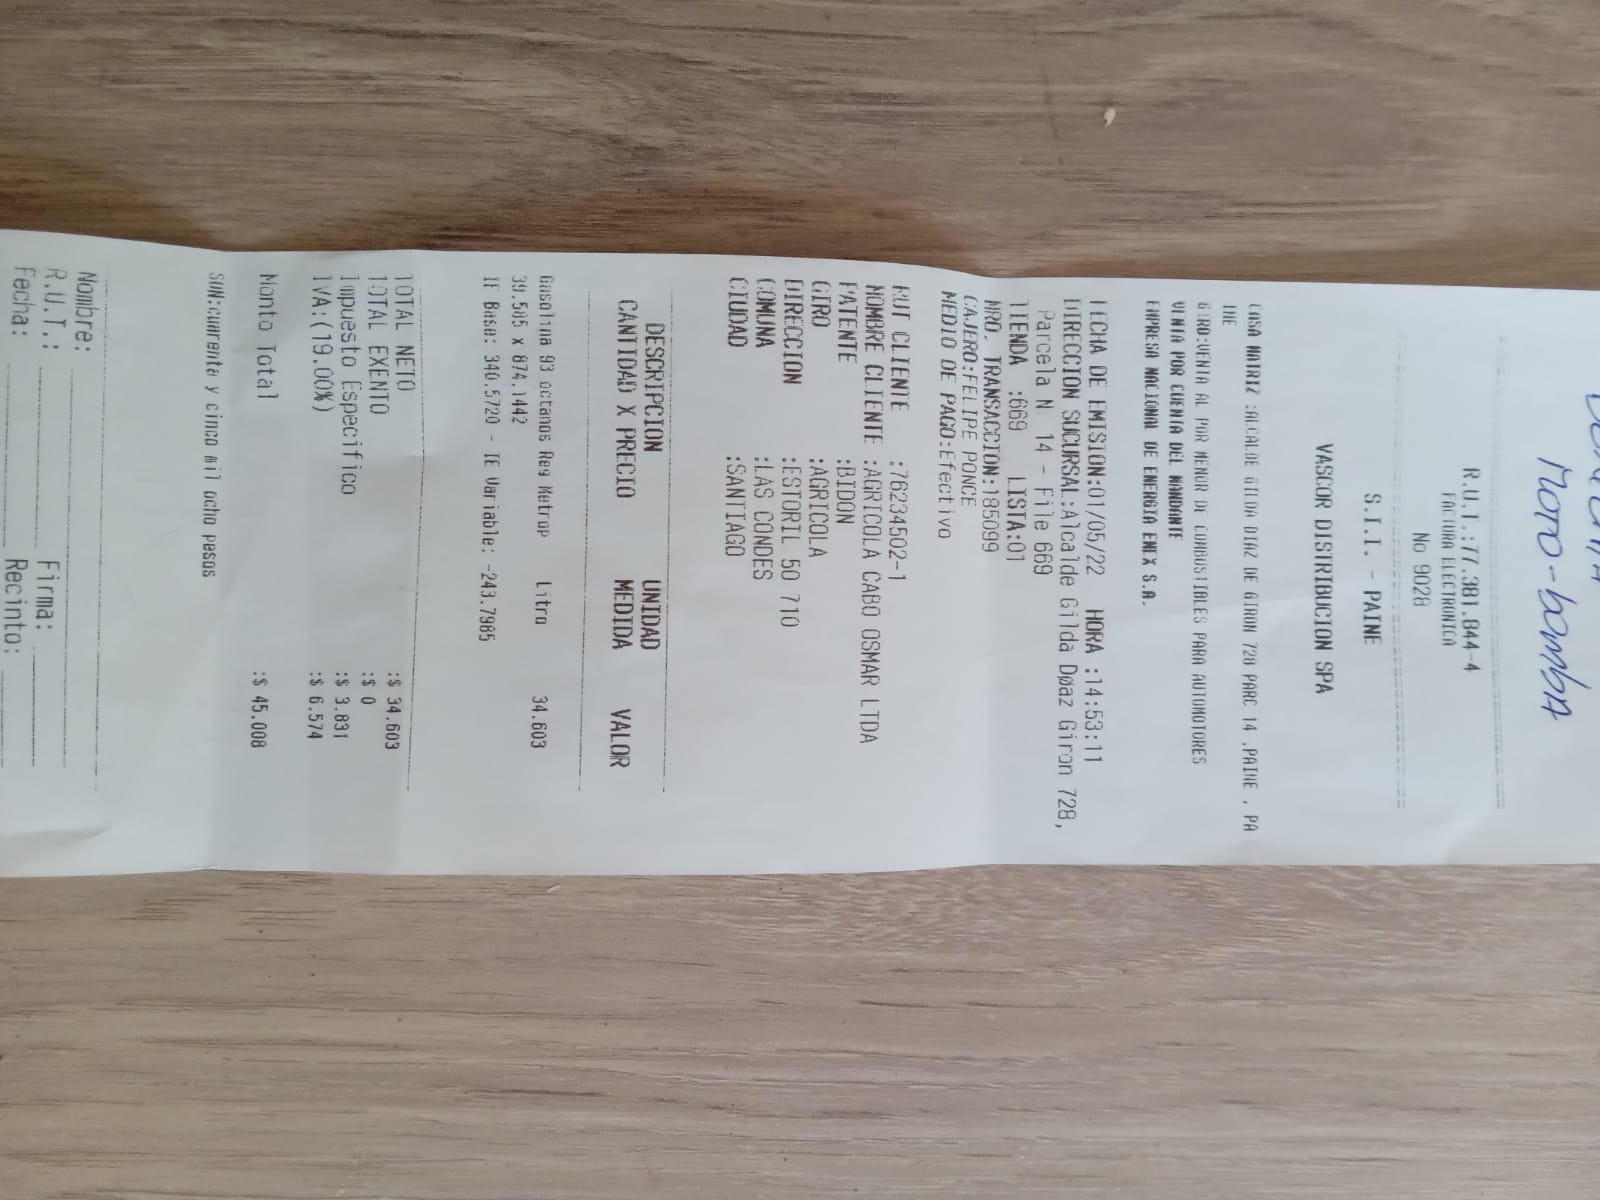 MOTO-bombA
R.U.T.:77.381.844-4
FACTURA ELECTRONICA
No 9028
S.I.I. - PAINE
VASCOR DISTRIBUCION SPA
CASA MATRIZ :ALCALDE GILDA DIAZ DE GIRON 728 PARC 14 ,PAINE , PA
INE
GIRO:VENTA AL POR MENOR DE COMBUSTIBLES PARA AUTOMOTORES
VENTA POR CUENTA DEL MANDANTE
EMPRESA NACIONAL DE ENERGIA ENEX S.A.
FECHA DE EMISION:01/05/22 HORA :14:53:11
DIRECCION SUCURSAL:Alcalde Gilda Døaz Giron 728,
Parcela N 14 - File 669
TIENDA :669 LISTA:01
NRO. TRANSACCION:185099
CAJERO:FELIPE PONCE
MEDIO DE PAGO:Efectivo
RUT CLIENTE :76234502-1
NOMBRE CLIENTE :AGRICOLA CABO OSMAR LTDA
PATENTE :BIDON
GIRO :AGRICOLA
DIRECCION :ESTORIL 50 710
COMUNA :LAS CONDES
CIUDAD :SANTIAGO
DESCRIPCION UNIDAD
CANTIDAD X PRECIO MEDIDA VALOR
Gasolina 93 octanos Reg Metrop Litro 34.603
39.585 x 874.1442
IE Base: 340.5720 - IE Variable: -243.7985
TOTAL NETO :$ 34.603
TOTAL EXENTO :$ 0
Impuesto Especifico :$ 3.831
IVA:(19.00%) :$ 6.574
Monto Total :$ 45.008
SON:cuarenta y cinco mil ocho pesos
Nombre:
R.U.T.: Firma:
Fecha: Recinto: